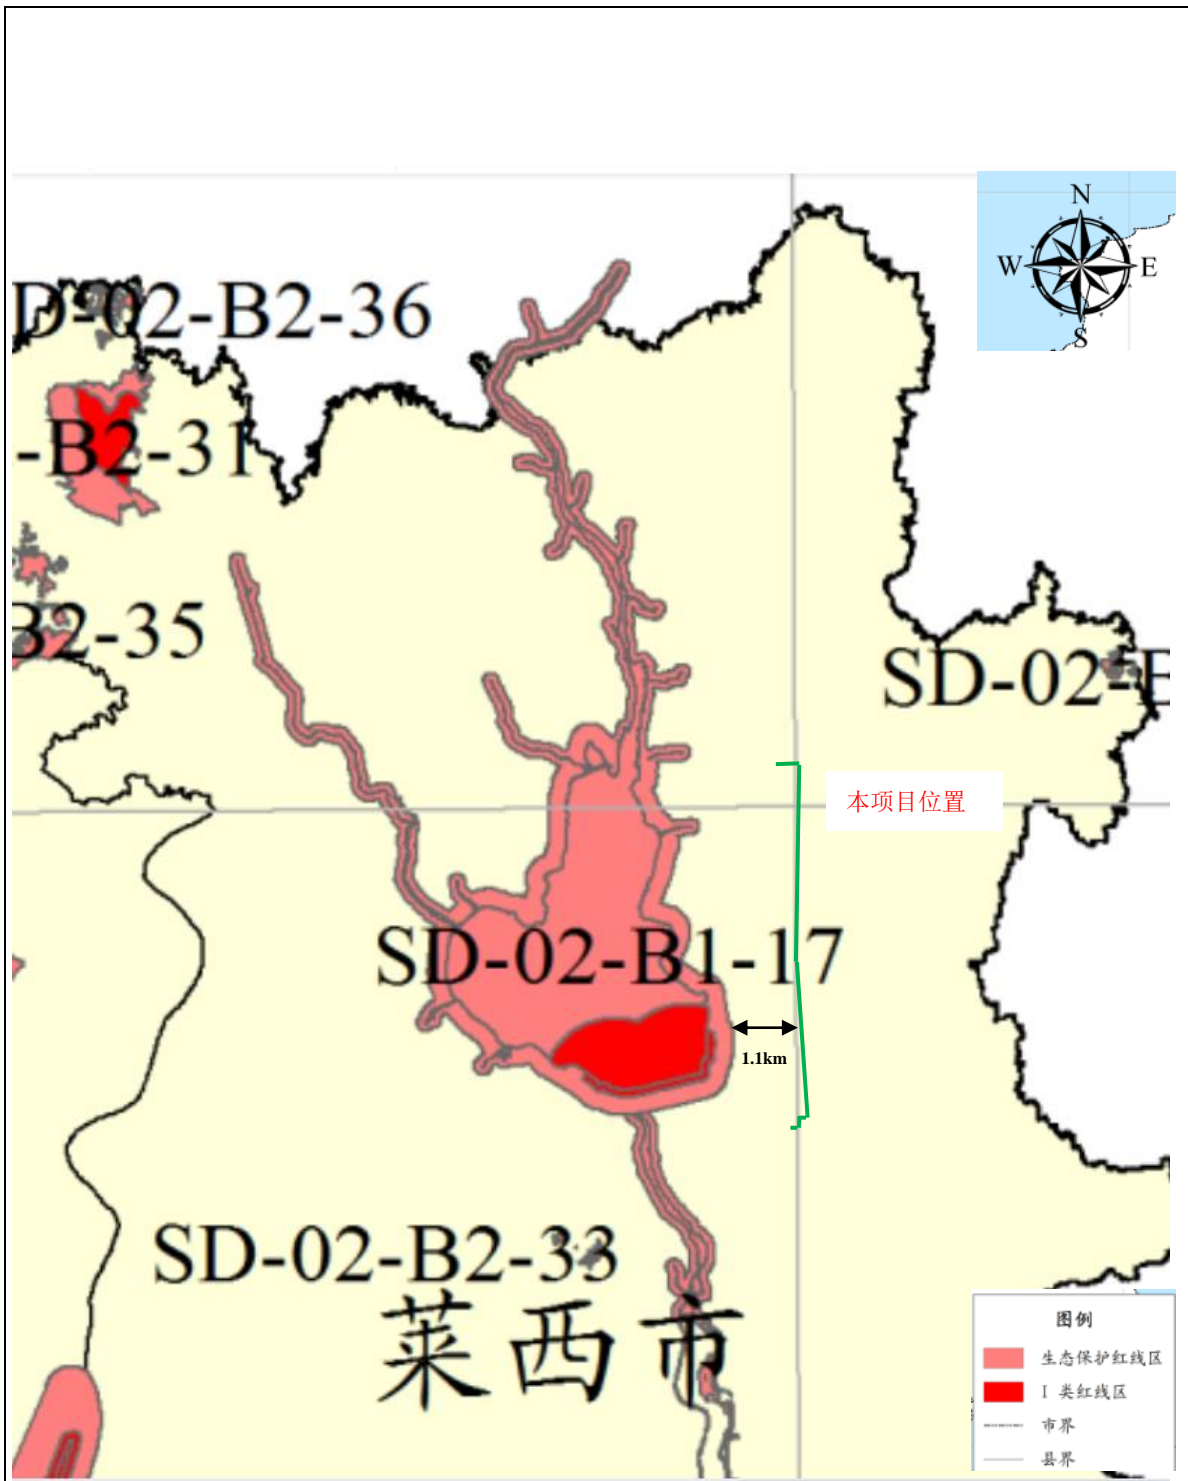 N
W E
S
D-02-B2-36
-B2-31
B2-35
SD-02-B
本项目位置
SD-02-B1-17
1.1km
SD-02-B2-33
莱西市
图例
生态保护红线区
I 类红线区
市界
县界